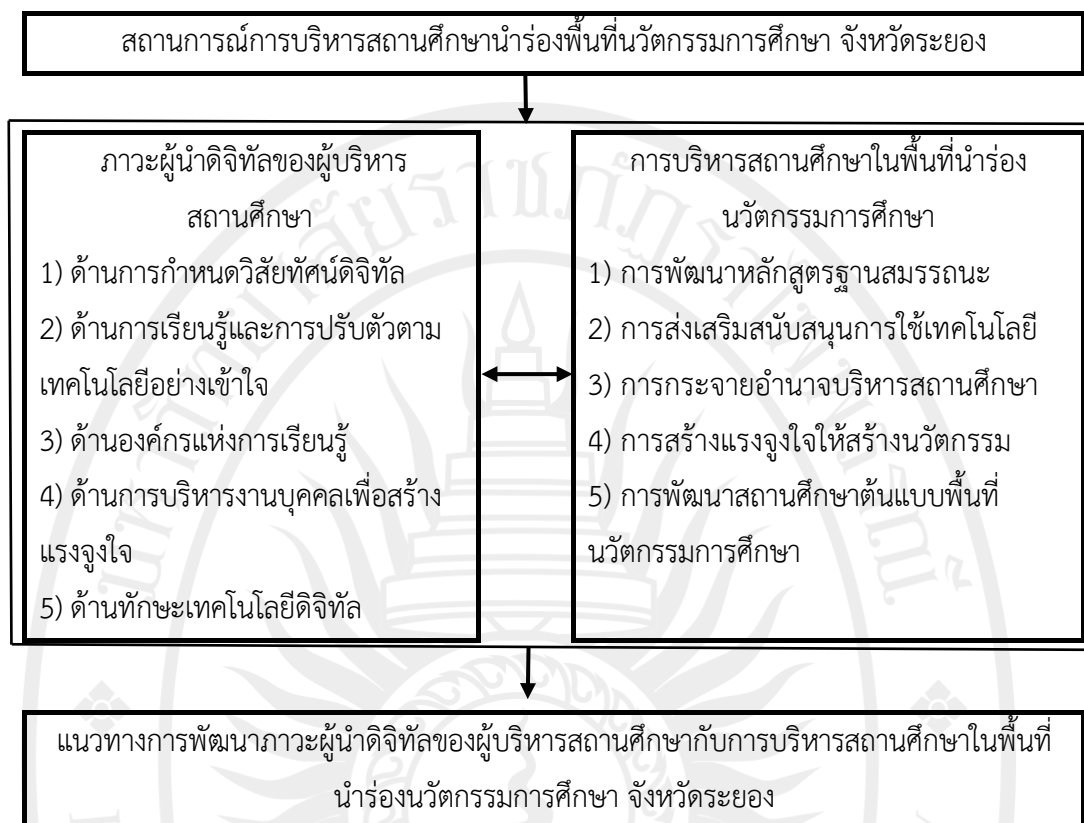 สถานการณ์การบริหารสถานศึกษานำร่องพื้นที่นวัตกรรมการศึกษา จังหวัดระยอง
ภาวะผู้นำดิจิทัลของผู้บริหาร
สถานศึกษา
1) ด้านการกำหนดวิสัยทัศน์ดิจิทัล
2) ด้านการเรียนรู้และการปรับตัวตาม
เทคโนโลยีอย่างเข้าใจ
3) ด้านองค์กรแห่งการเรียนรู้
4) ด้านการบริหารงานบุคคลเพื่อสร้าง
แรงจูงใจ
5) ด้านทักษะเทคโนโลยีดิจิทัล
การบริหารสถานศึกษาในพื้นที่นำร่อง
นวัตกรรมการศึกษา
1) การพัฒนาหลักสูตรฐานสมรรถนะ
2) การส่งเสริมสนับสนุนการใช้เทคโนโลยี
3) การกระจายอำนาจบริหารสถานศึกษา
4) การสร้างแรงจูงใจให้สร้างนวัตกรรม
5) การพัฒนาสถานศึกษาต้นแบบพื้นที่
นวัตกรรมการศึกษา
แนวทางการพัฒนาภาวะผู้นำดิจิทัลของผู้บริหารสถานศึกษากับการบริหารสถานศึกษาในพื้นที่
นำร่องนวัตกรรมการศึกษา จังหวัดระยอง